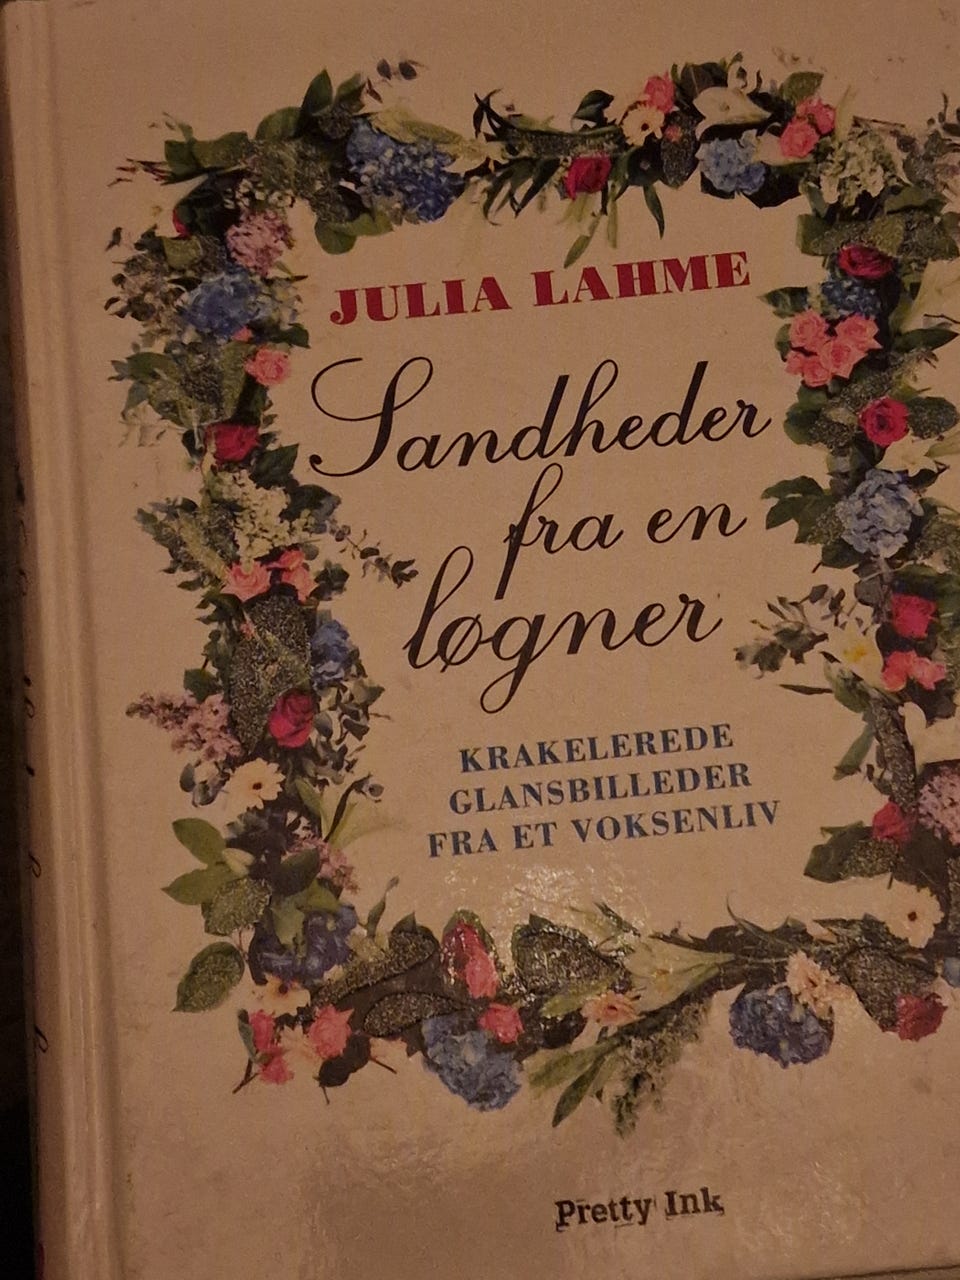 JULIA LAHME
Sandheder
fra en
løgner
KRAKELEREDE
GLANSBILLEDER
FRA ET VOKSENLIV
Pretty Ink